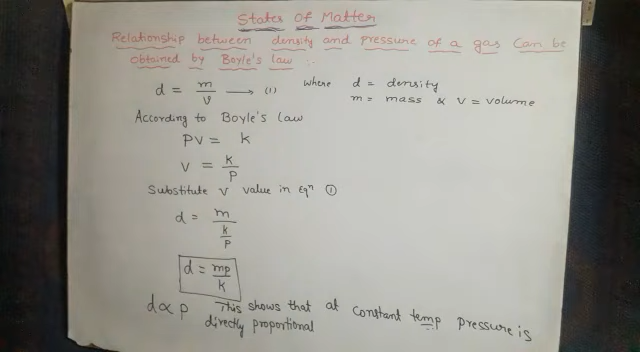 States Of Matter
Relationship between density and pressure of a gas Can be
obtained by Boyle's law :-
d = m/v → (1) where d = density
m = mass & V = volume
According to Boyle's law
PV = k
V = k/P
Substitute V value in Eqn ①
d = m/(k/P)
d = mp/k
d ∝ p This shows that at constant temp pressure is
directly proportional